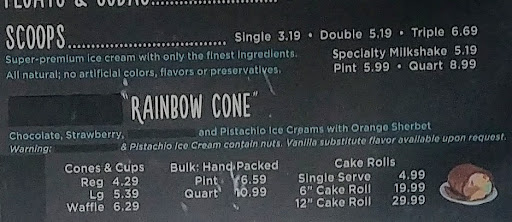 FLOATS & SODAS
SCOOPS Single 3.19 • Double 5.19 • Triple 6.69
Super-premium ice cream with only the finest ingredients. Specialty Milkshake 5.19
All natural; no artificial colors, flavors or preservatives. Pint 5.99 • Quart 8.99
"RAINBOW CONE"
Chocolate, Strawberry, and Pistachio Ice Creams with Orange Sherbet
Warning: & Pistachio Ice Cream contain nuts. Vanilla substitute flavor available upon request.
Cones & Cups Bulk: Hand Packed Cake Rolls
Reg 4.29 Pint 6.59 Single Serve 4.99
Lg 5.39 Quart 10.99 6" Cake Roll 19.99
Waffle 6.29 12" Cake Roll 29.99